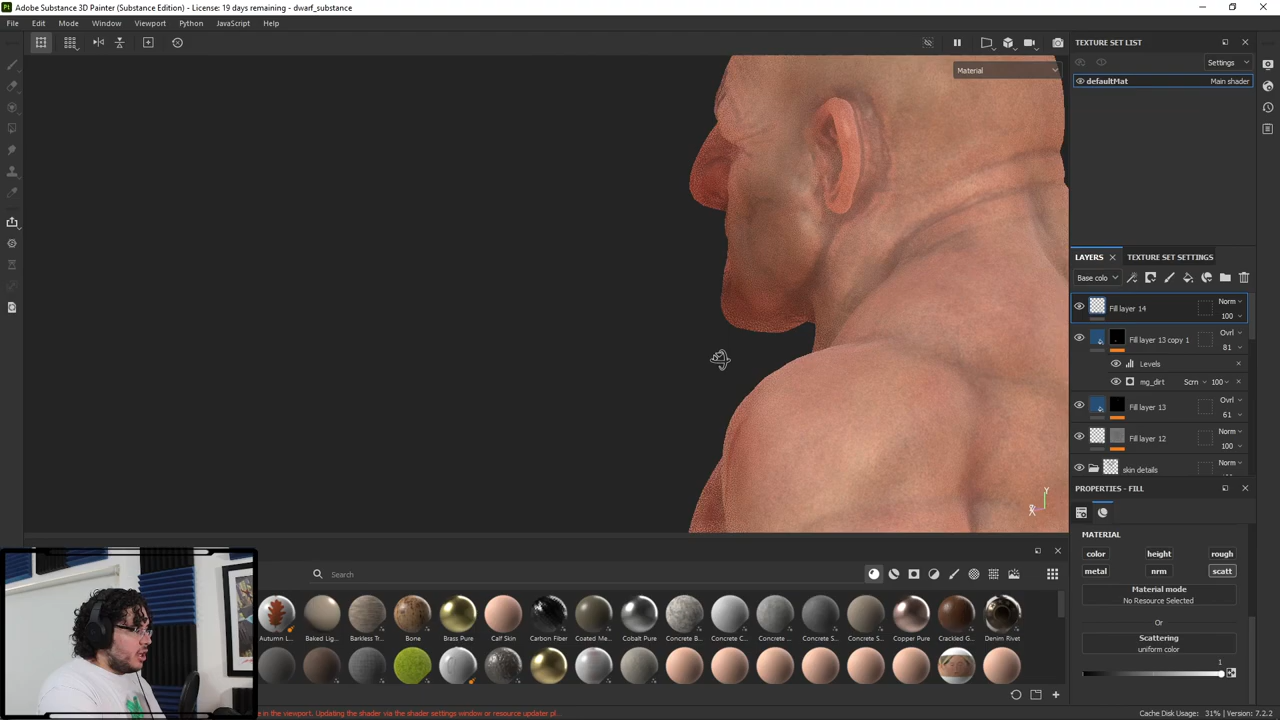 Adobe Substance 3D Painter (Substance Edition) - License: 19 days remaining - dwarf_substance
File Edit Mode Window Viewport Python JavaScript Help
Material
TEXTURE SET LIST
Settings
defaultMat Main shader
LAYERS TEXTURE SET SETTINGS
Base colo
Fill layer 14 Norm 100
Fill layer 13 copy 1 Ovrl 81
Levels
mg_dirt Scrn 100
Fill layer 13 Ovrl 61
Fill layer 12 Norm 100
skin details Norm
PROPERTIES - FILL
MATERIAL
color height rough
metal nrm scatt
Material mode
No Resource Selected
Or
Scattering
uniform color
1
Y
X
Search
Autumn L... Baked Lig... Barkless Tr... Bone Brass Pure Calf Skin Carbon Fiber Coated Me... Cobalt Pure Concrete B... Concrete C... Concrete ... Concrete S... Concrete S... Copper Pure Cracked G... Crackled G... Denim Rivet
e in the viewport. Updating the shader via the shader settings window or resource updater pl...
Cache Disk Usage: 31% | Version: 7.2.2